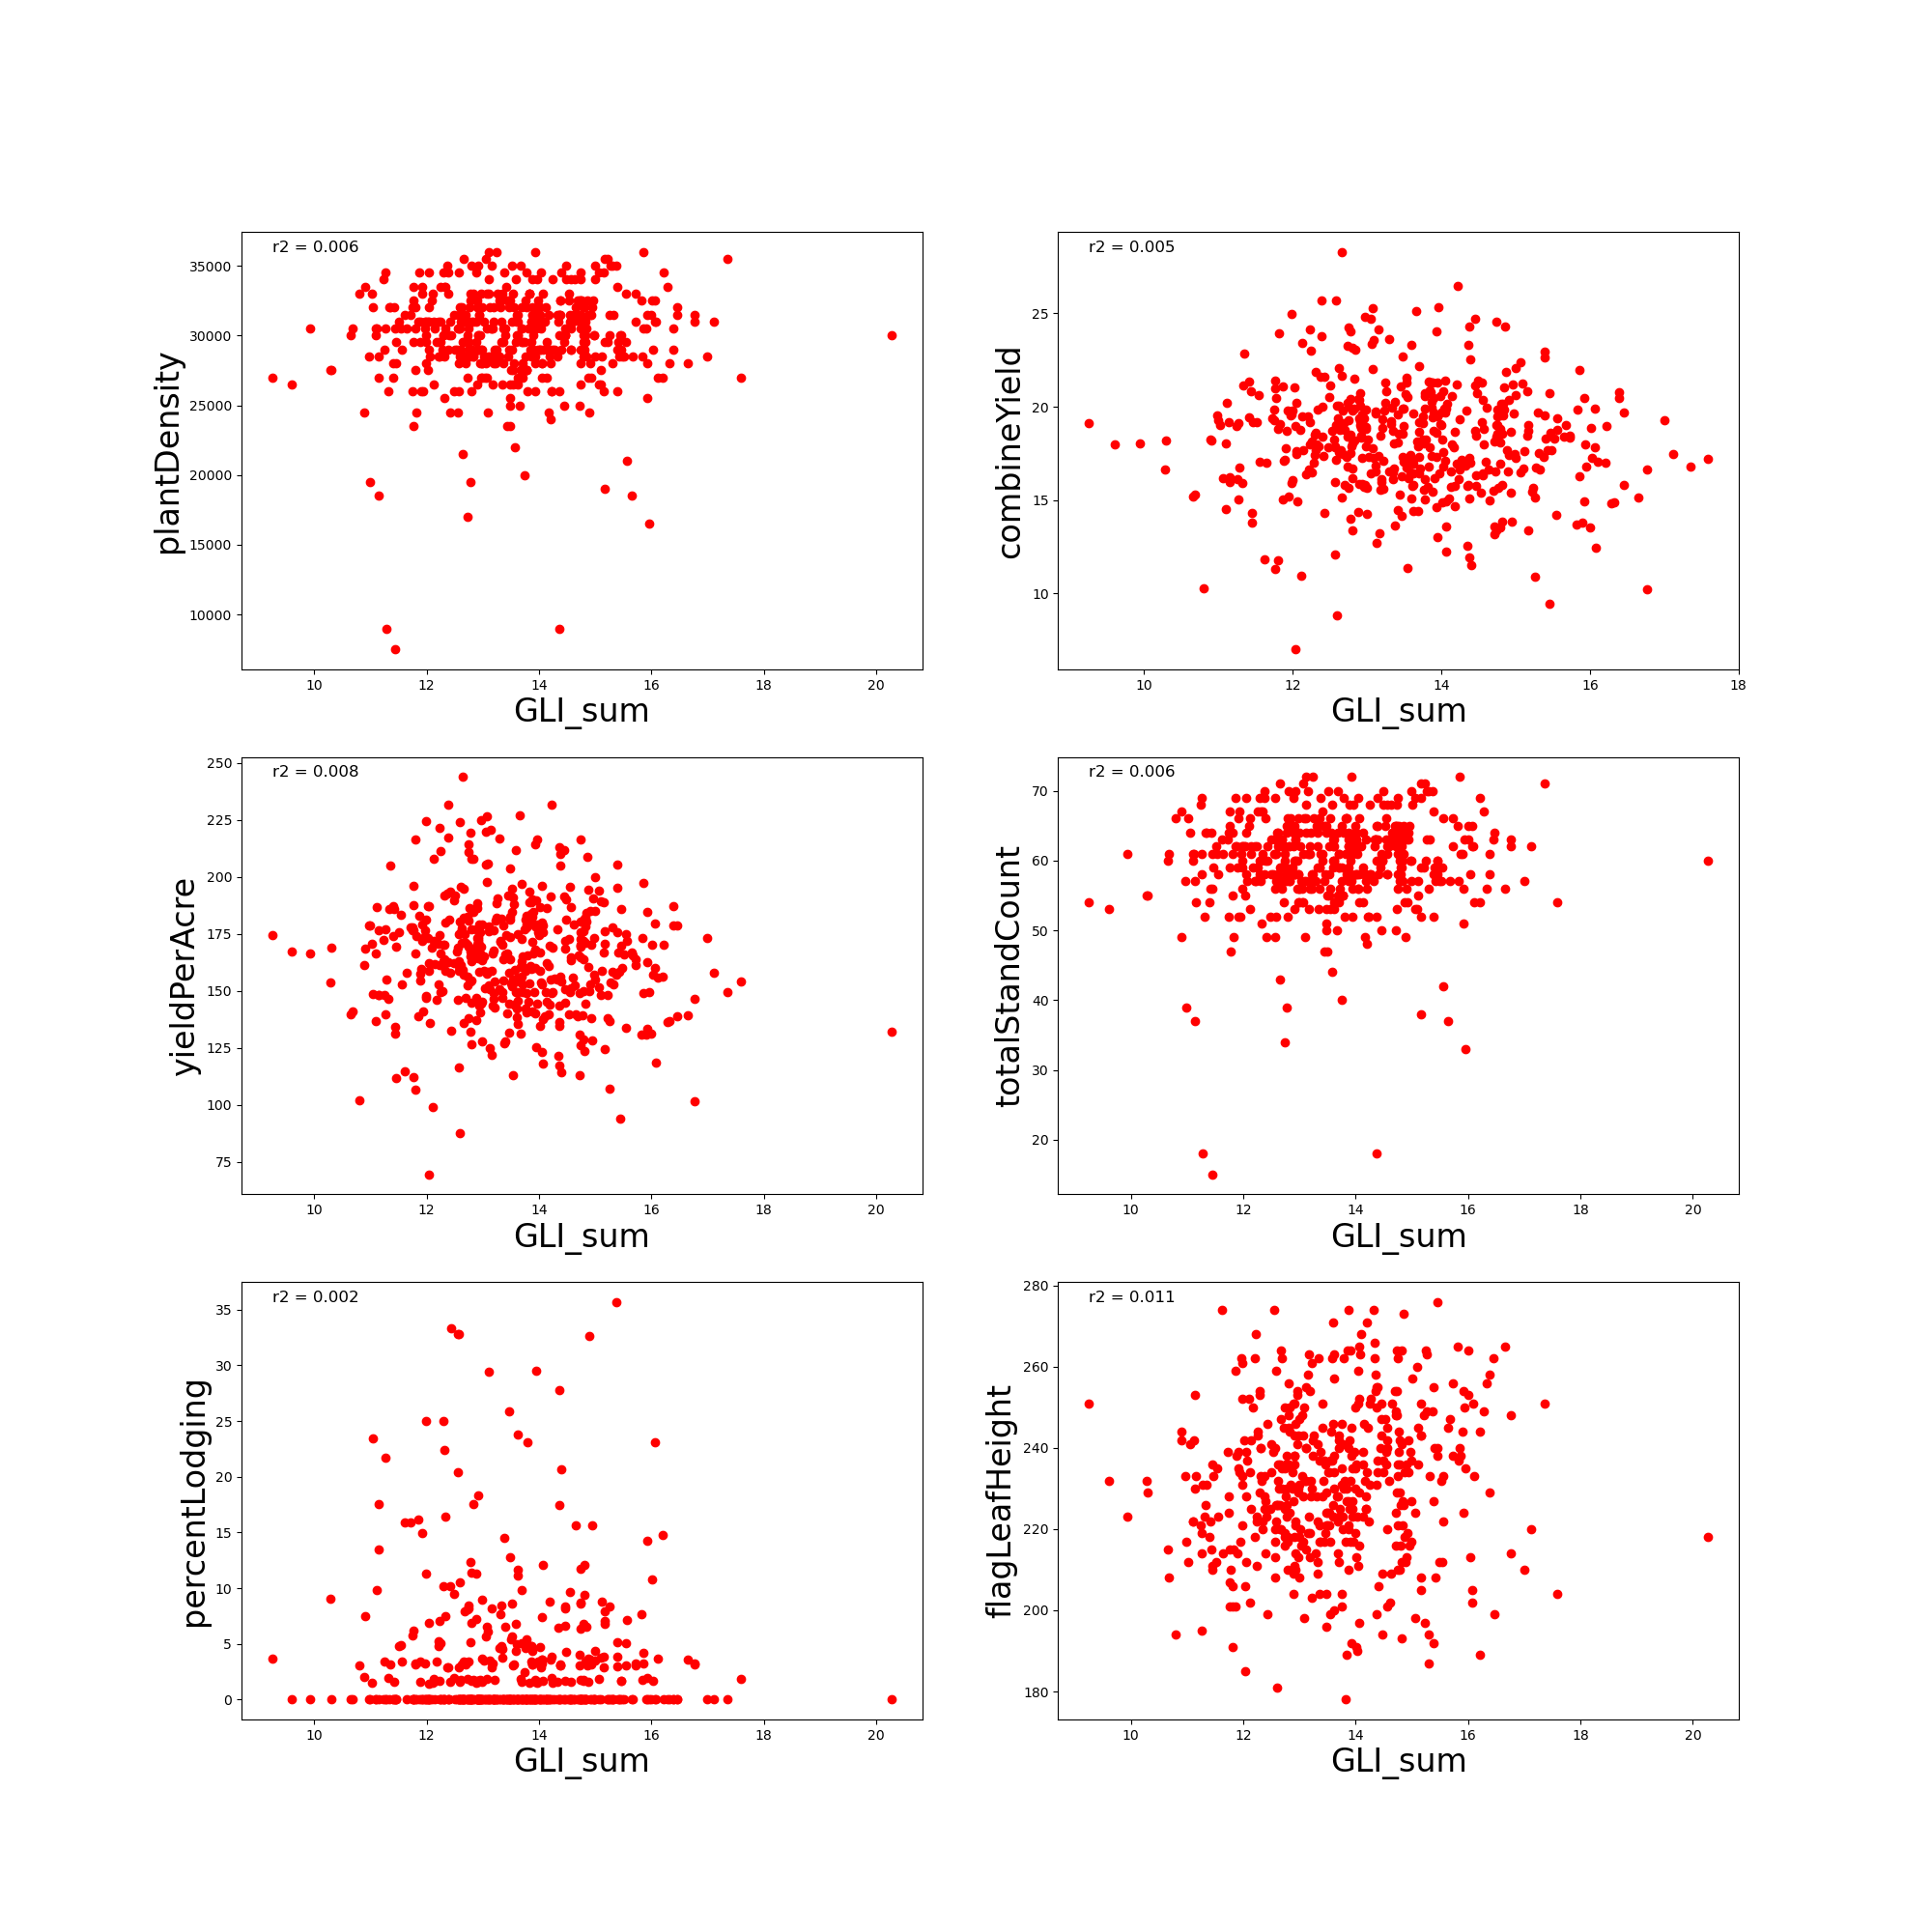 r2 = 0.006
35000
30000
25000
20000
15000
10000
plantDensity
10 12 14 16 18 20
GLI_sum
r2 = 0.005
25
20
15
10
combineYield
10 12 14 16 18
GLI_sum
r2 = 0.008
250
225
200
175
150
125
100
75
yieldPerAcre
10 12 14 16 18 20
GLI_sum
r2 = 0.006
70
60
50
40
30
20
totalStandCount
10 12 14 16 18 20
GLI_sum
r2 = 0.002
35
30
25
20
15
10
5
0
percentLodging
10 12 14 16 18 20
GLI_sum
r2 = 0.011
280
260
240
220
200
180
flagLeafHeight
10 12 14 16 18 20
GLI_sum